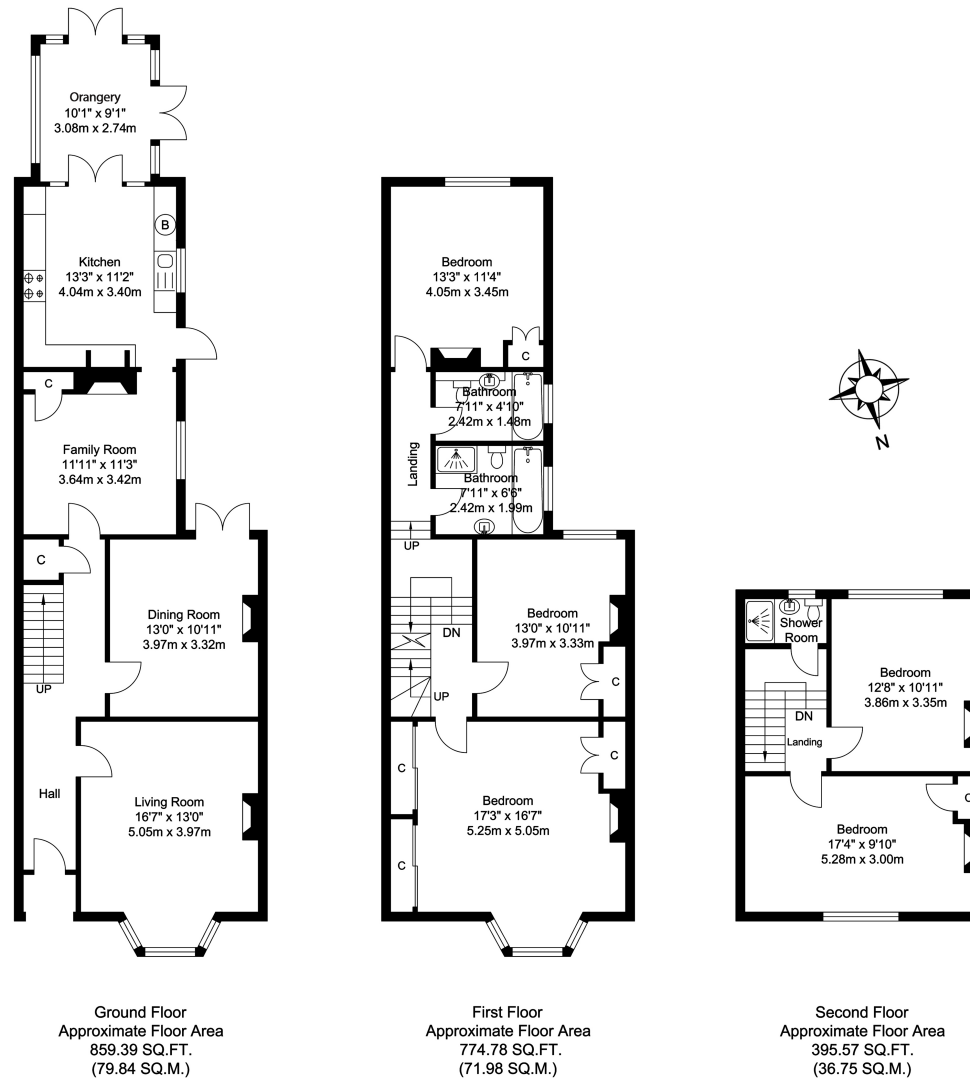 Orangery
10'1" x 9'1"
3.08m x 2.74m
B
Kitchen
13'3" x 11'2"
4.04m x 3.40m
C
Family Room
11'11" x 11'3"
3.64m x 3.42m
C
UP
Dining Room
13'0" x 10'11"
3.97m x 3.32m
Hall
Living Room
16'7" x 13'0"
5.05m x 3.97m
Ground Floor
Approximate Floor Area
859.39 SQ.FT.
(79.84 SQ.M.)
Bedroom
13'3" x 11'4"
4.05m x 3.45m
C
Bathroom
7'11" x 4'10"
2.42m x 1.48m
Landing
Bathroom
7'11" x 6'6"
2.42m x 1.99m
UP
DN
UP
Bedroom
13'0" x 10'11"
3.97m x 3.33m
C
C
C
C
Bedroom
17'3" x 16'7"
5.25m x 5.05m
First Floor
Approximate Floor Area
774.78 SQ.FT.
(71.98 SQ.M.)
N
Shower
Room
Bedroom
12'8" x 10'11"
3.86m x 3.35m
DN
Landing
C
Bedroom
17'4" x 9'10"
5.28m x 3.00m
Second Floor
Approximate Floor Area
395.57 SQ.FT.
(36.75 SQ.M.)